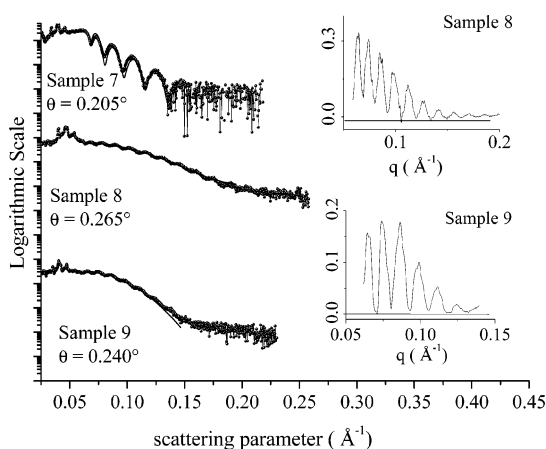 Logarithmic Scale
Sample 7
θ = 0.205°
Sample 8
θ = 0.265°
Sample 9
θ = 0.240°
0.05 0.10 0.15 0.20 0.25 0.30 0.35 0.40 0.45
scattering parameter ( Å⁻¹)
Sample 8
0.3
0.0
0.1 0.2
q ( Å⁻¹)
Sample 9
0.2
0.1
0.0
0.05 0.10 0.15
q ( Å⁻¹)